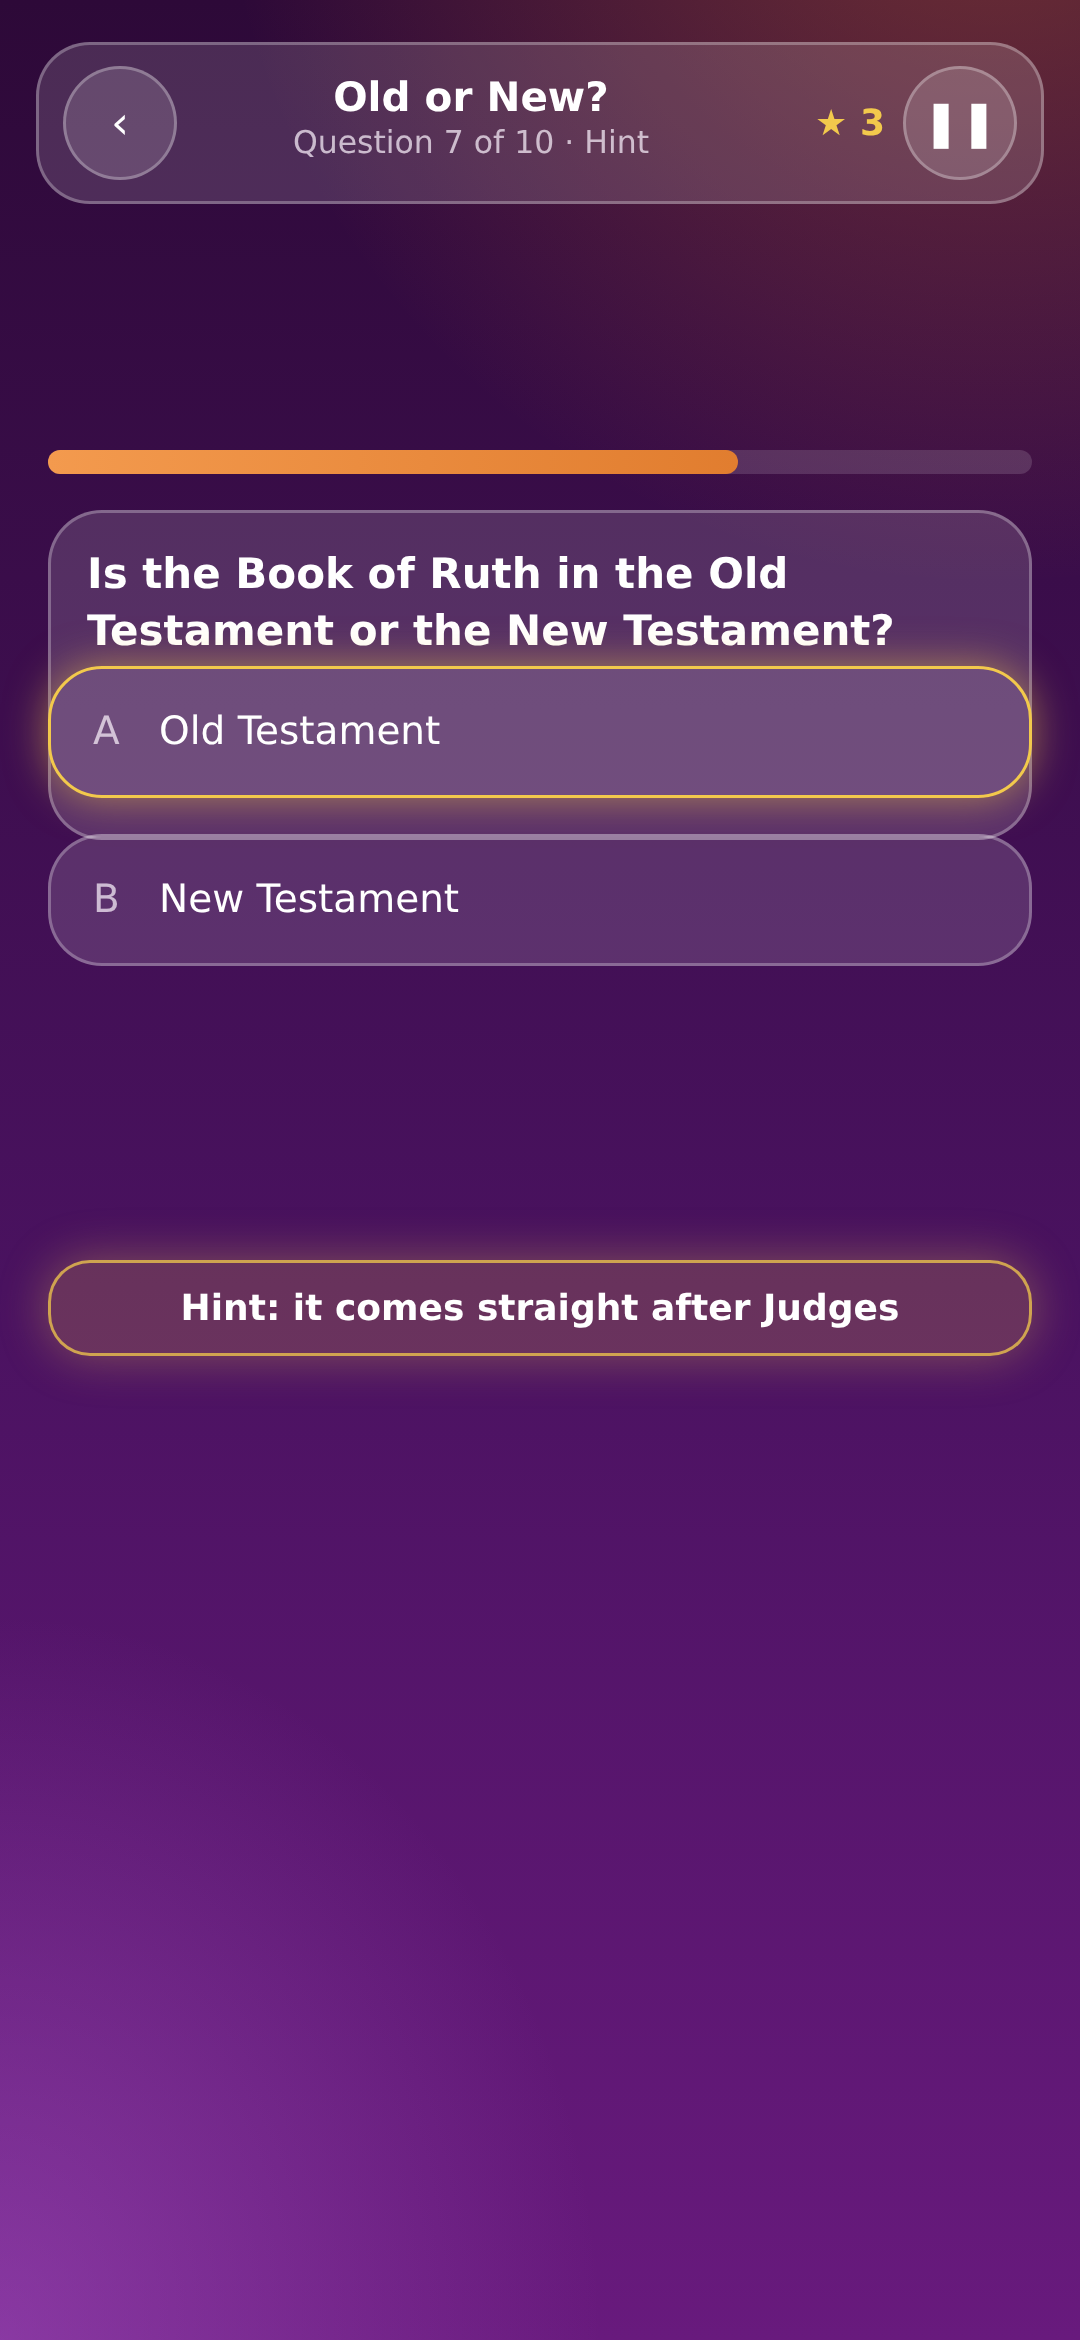 ‹
Old or New?
Question 7 of 10 · Hint
★ 3
Is the Book of Ruth in the Old
Testament or the New Testament?
A Old Testament
B New Testament
Hint: it comes straight after Judges